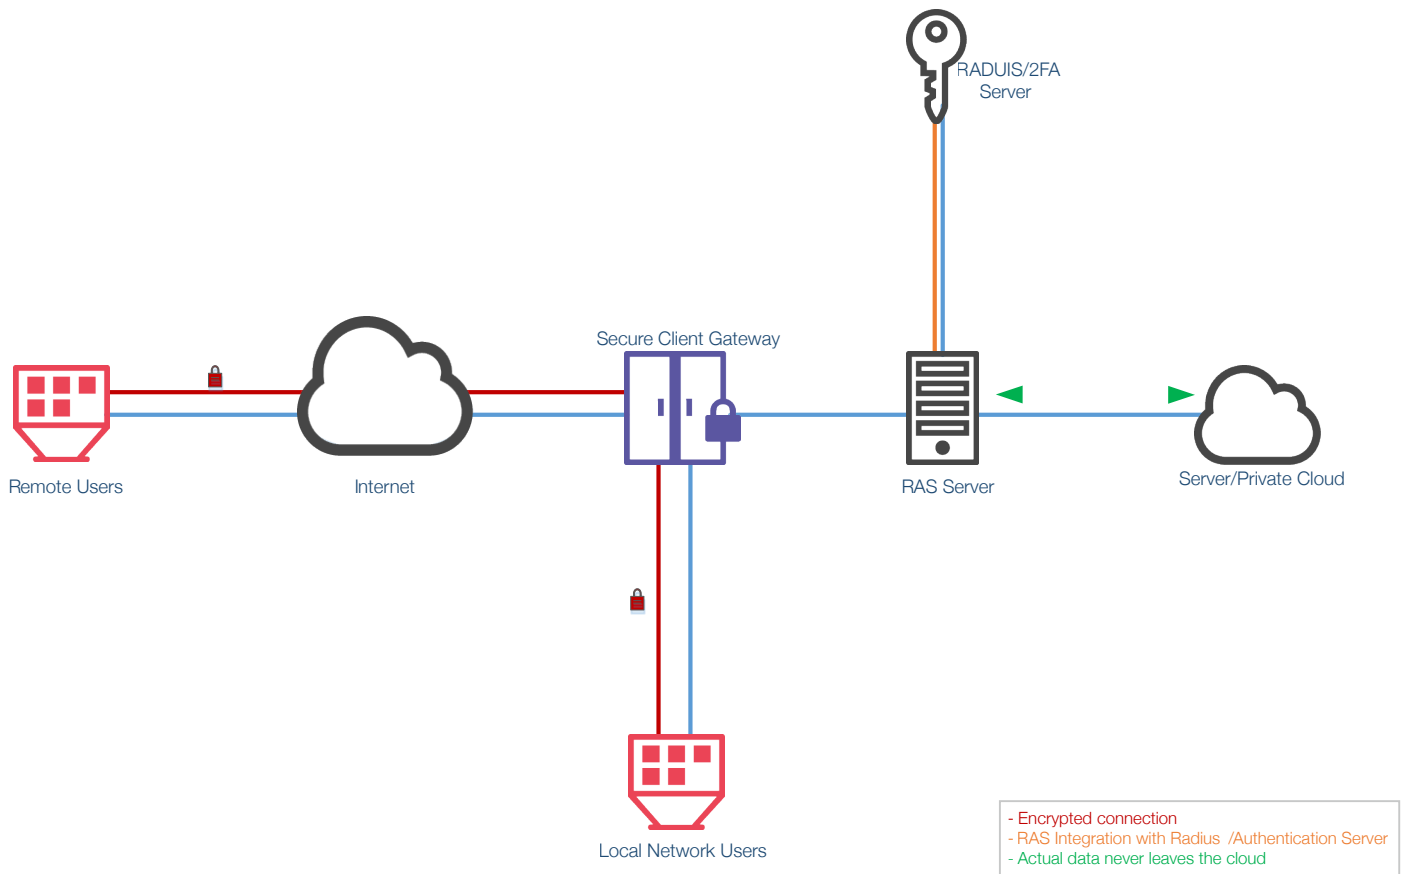 RADUIS/2FA
Server
Secure Client Gateway
Remote Users
Internet
RAS Server
Server/Private Cloud
Local Network Users
- Encrypted connection
- RAS Integration with Radius /Authentication Server
- Actual data never leaves the cloud